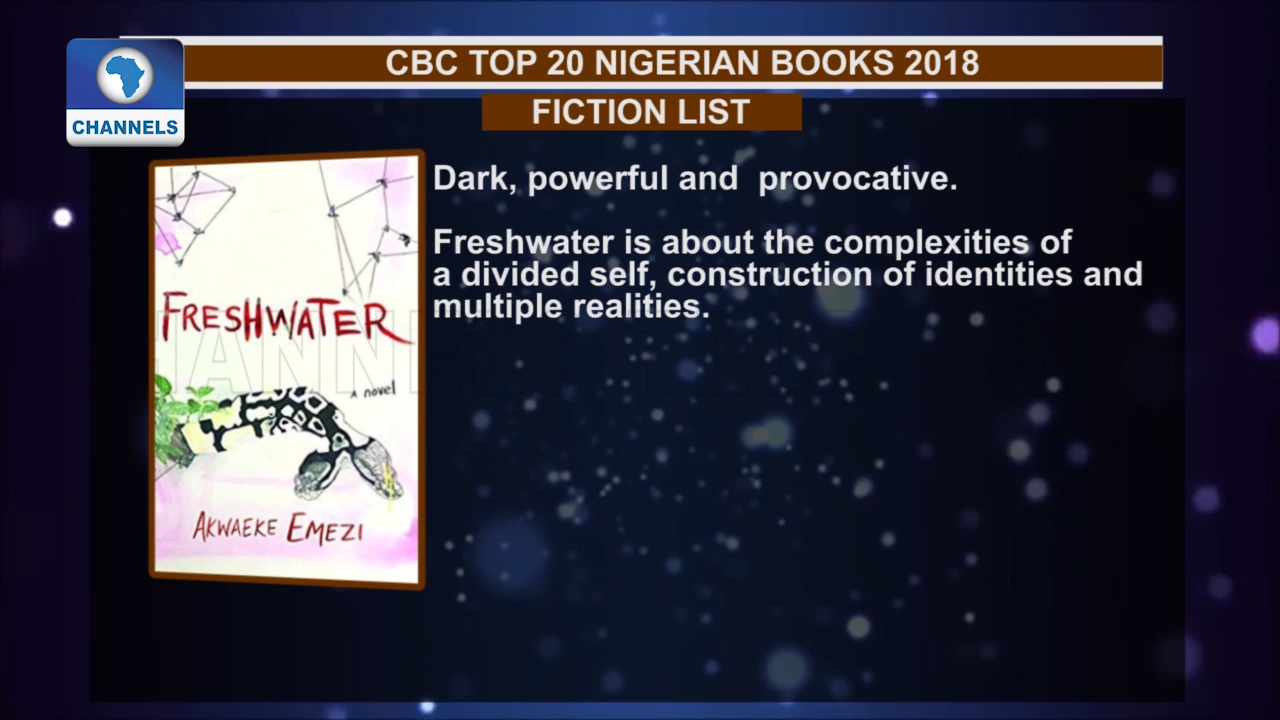 CBC TOP 20 NIGERIAN BOOKS 2018
CHANNELS
FICTION LIST
Dark, powerful and  provocative.
Freshwater is about the complexities of
a divided self, construction of identities and
multiple realities.
FRESHWATER
A novel
AKWAEKE EMEZI